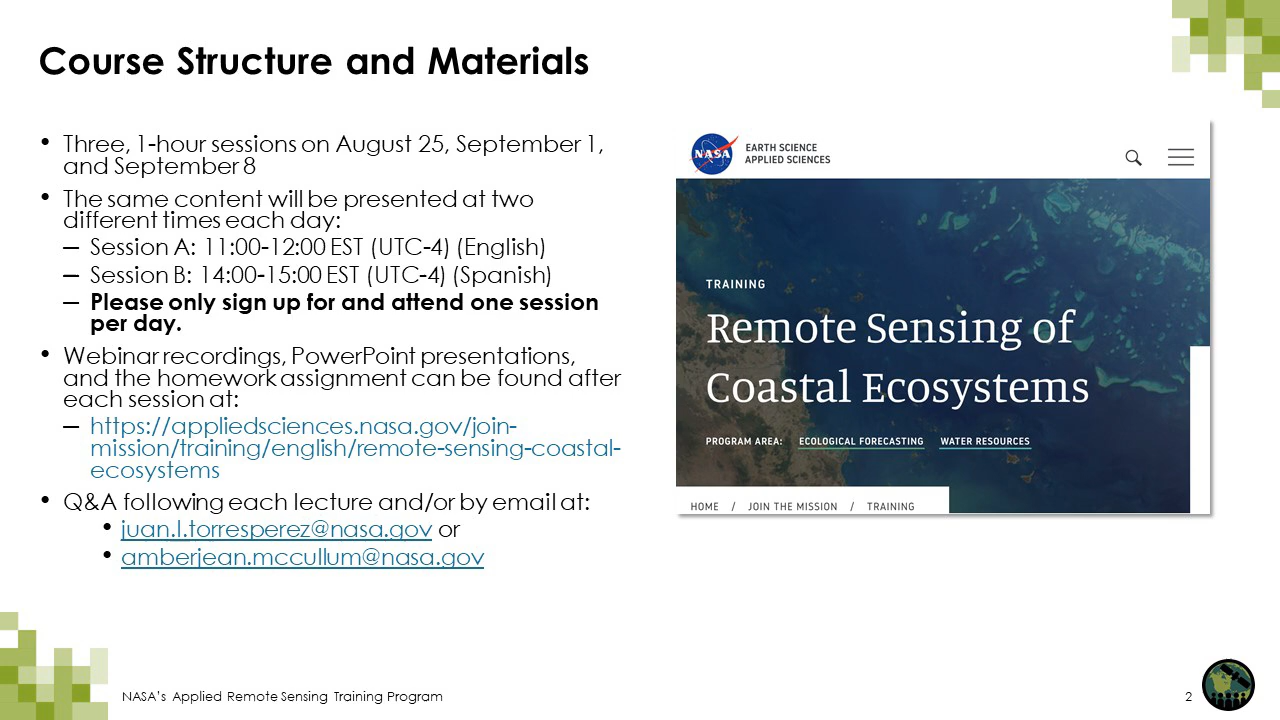 Course Structure and Materials
• Three, 1-hour sessions on August 25, September 1,
and September 8
• The same content will be presented at two
different times each day:
– Session A: 11:00-12:00 EST (UTC-4) (English)
– Session B: 14:00-15:00 EST (UTC-4) (Spanish)
– Please only sign up for and attend one session
per day.
• Webinar recordings, PowerPoint presentations,
and the homework assignment can be found after
each session at:
– https://appliedsciences.nasa.gov/join-
mission/training/english/remote-sensing-coastal-
ecosystems
• Q&A following each lecture and/or by email at:
• juan.l.torresperez@nasa.gov or
• amberjean.mccullum@nasa.gov
NASA
EARTH SCIENCE
APPLIED SCIENCES
TRAINING
Remote Sensing of
Coastal Ecosystems
PROGRAM AREA: ECOLOGICAL FORECASTING WATER RESOURCES
HOME / JOIN THE MISSION / TRAINING
NASA's Applied Remote Sensing Training Program
2